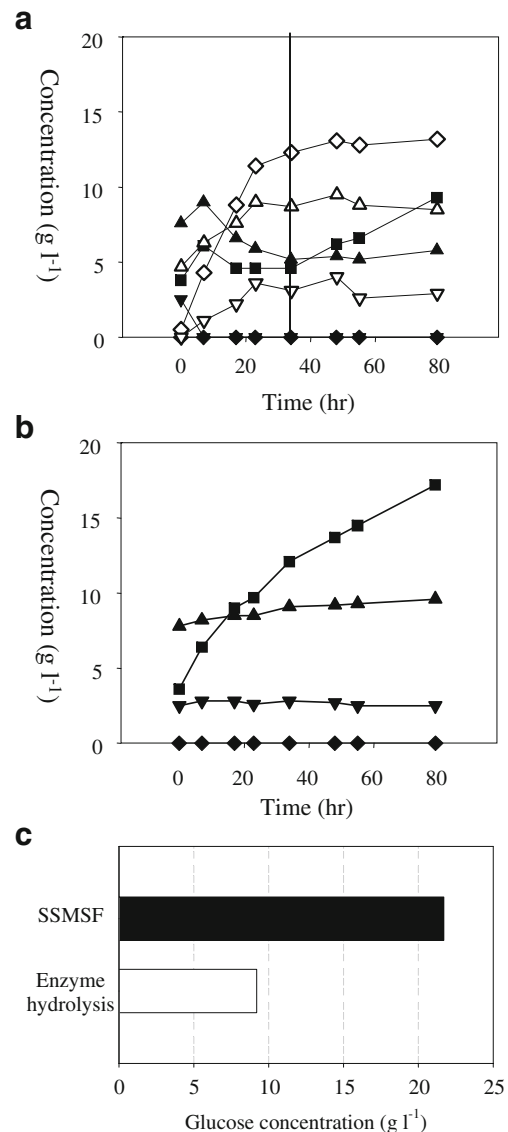 a
20
15
10
5
0
Concentration (g l-1)
0 20 40 60 80
Time (hr)
b
20
15
10
5
0
Concentration (g l-1)
0 20 40 60 80
Time (hr)
c
SSMSF
Enzyme
hydrolysis
0 5 10 15 20 25
Glucose concentration (g l-1)